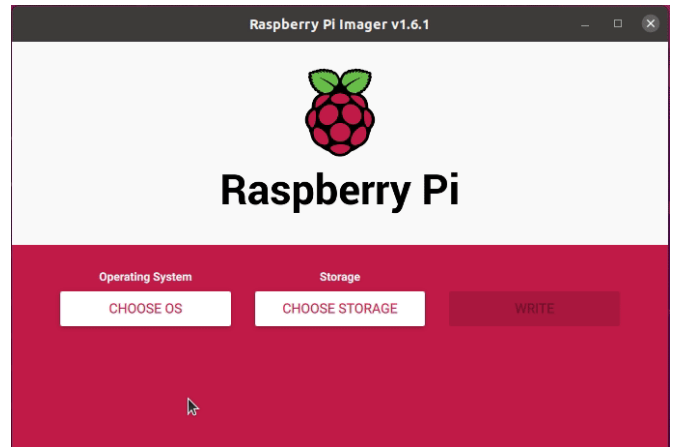 Raspberry Pi Imager v1.6.1
Raspberry Pi
Operating System
Storage
CHOOSE OS
CHOOSE STORAGE
WRITE